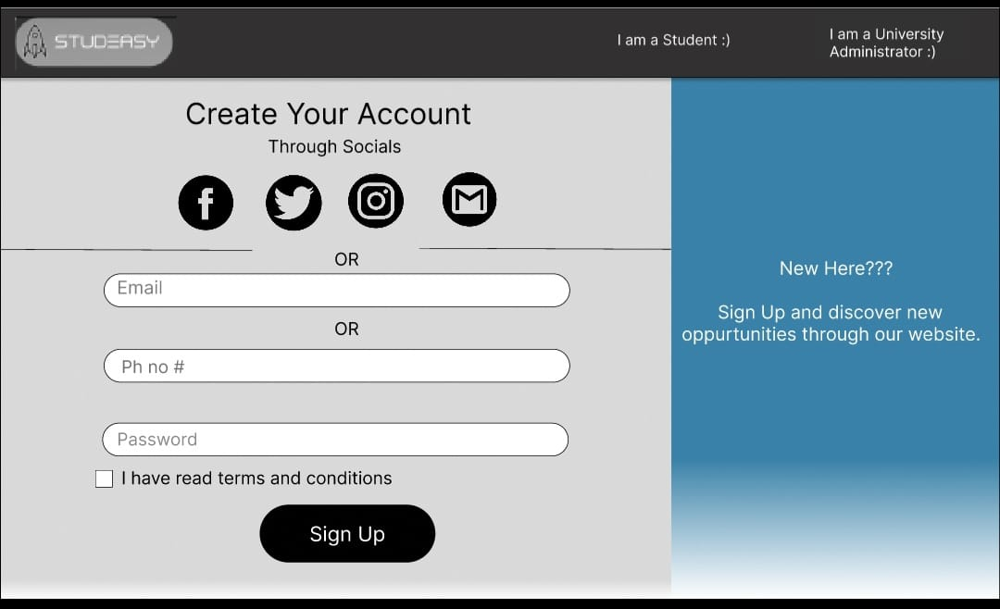 STUDEASY
I am a Student :)
I am a University
Administrator :)
Create Your Account
Through Socials
OR
Email
OR
Ph no #
Password
I have read terms and conditions
Sign Up
New Here???
Sign Up and discover new
oppurtunities through our website.